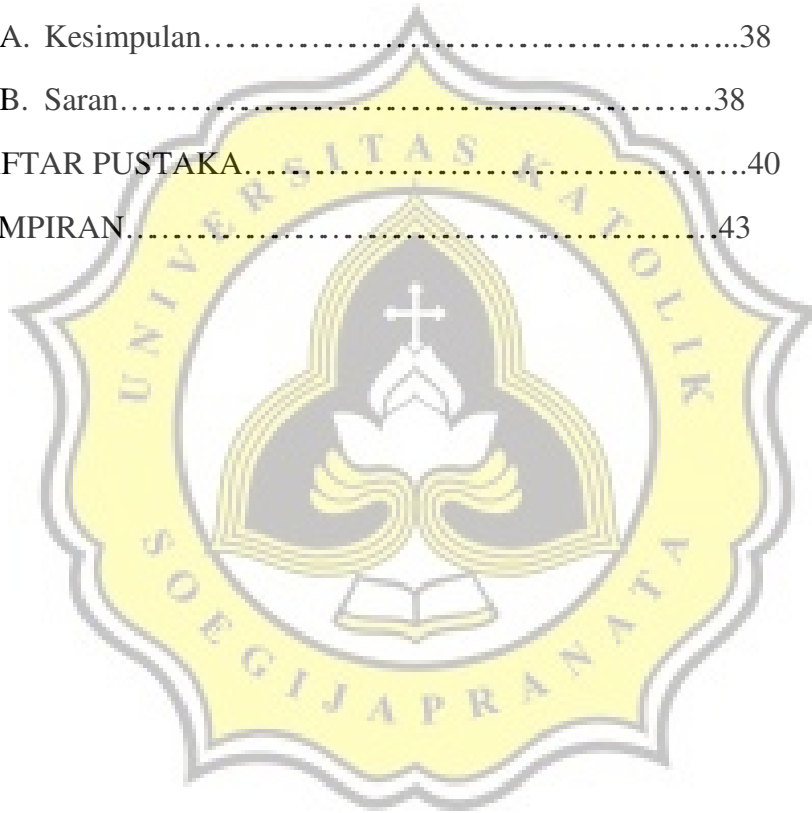 A. Kesimpulan……………………………………………..38
B. Saran…………………………………………….38
FTAR PUSTAKA……………………………………….40
MPIRAN…………………………………………….43
UNIVERSITAS KATOLIK
SOEGIJAPRANATA